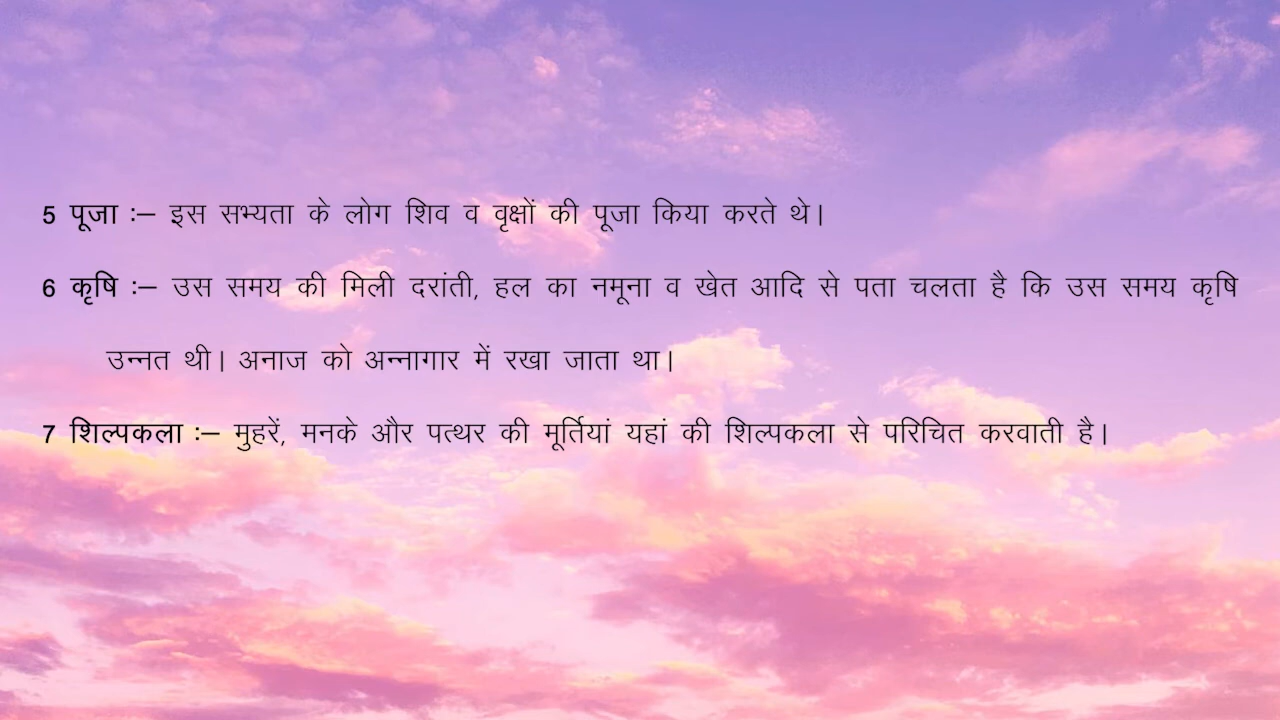 5 पूजा :– इस सभ्यता के लोग शिव व वृक्षों की पूजा किया करते थे।
6 कृषि :– उस समय की मिली दरांती, हल का नमूना व खेत आदि से पता चलता है कि उस समय कृषि
उन्नत थी। अनाज को अन्नागार में रखा जाता था।
7 शिल्पकला :– मुहरें, मनके और पत्थर की मूर्तियां यहां की शिल्पकला से परिचित करवाती है।